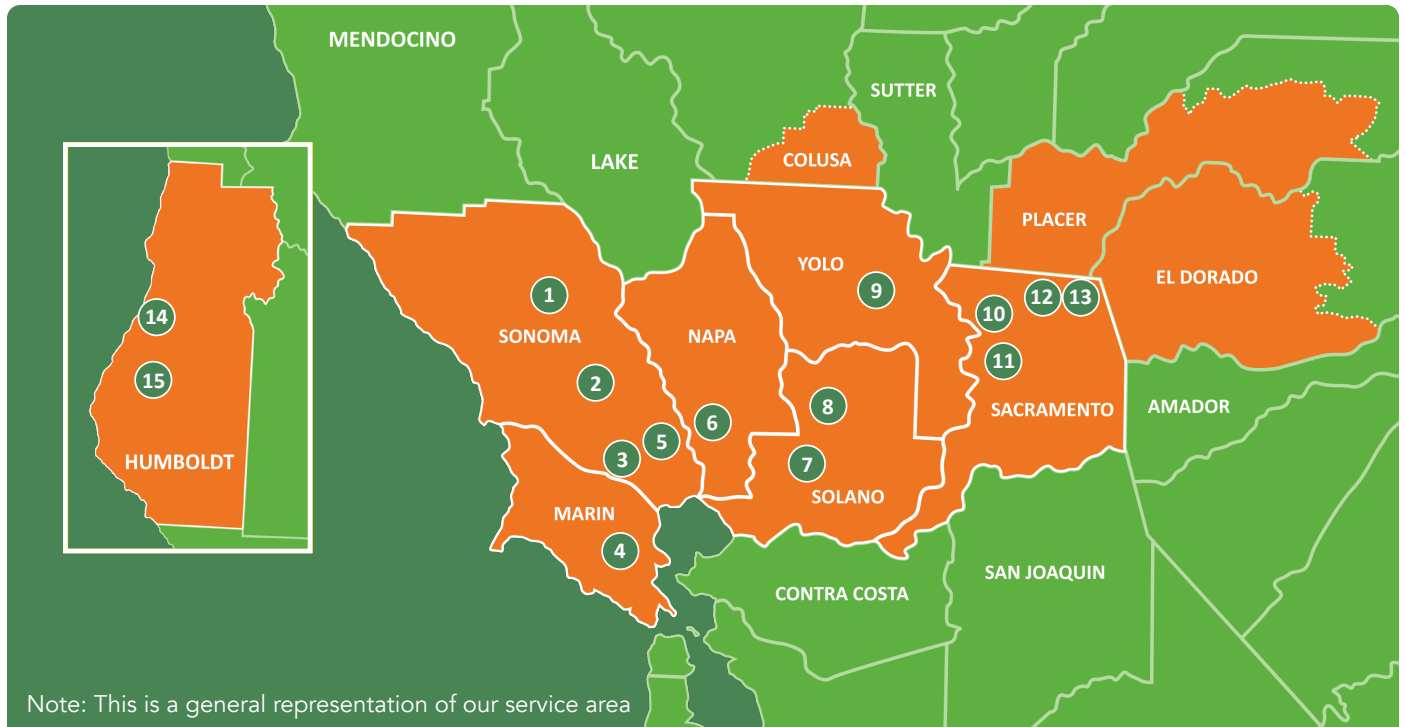 MENDOCINO
SUTTER
LAKE
COLUSA
PLACER
YOLO
EL DORADO
1
9
12
13
14
10
SONOMA
NAPA
11
15
2
8
SACRAMENTO
AMADOR
6
5
3
7
HUMBOLDT
SOLANO
MARIN
4
SAN JOAQUIN
CONTRA COSTA
Note: This is a general representation of our service area